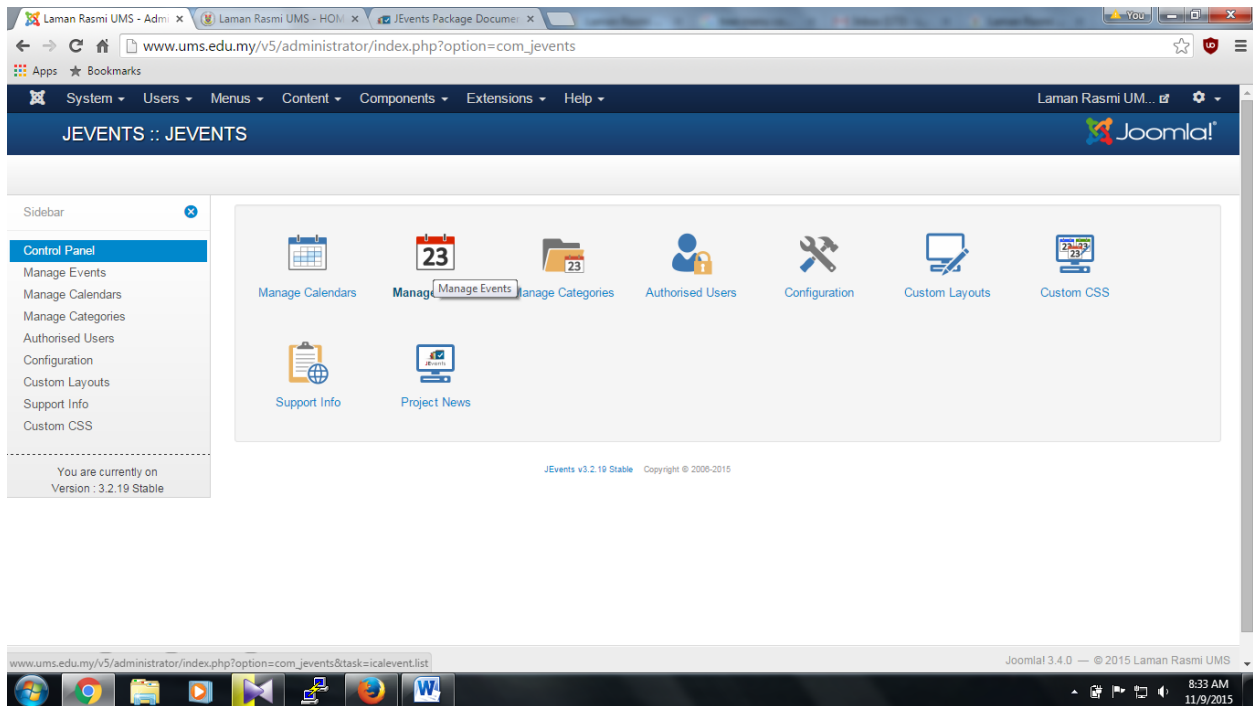 Laman Rasmi UMS - Admi
Laman Rasmi UMS - HOM
JEvents Package Documen
You
www.ums.edu.my/v5/administrator/index.php?option=com_jevents
Apps
Bookmarks
System Users Menus Content Components Extensions Help
Laman Rasmi UM...
JEVENTS :: JEVENTS
Joomla!
Sidebar
Control Panel
Manage Events
Manage Calendars
Manage Categories
Authorised Users
Configuration
Custom Layouts
Support Info
Custom CSS
You are currently on
Version : 3.2.19 Stable
23
23
Manage Calendars
Manage
Manage Events
Manage Categories
Authorised Users
Configuration
Custom Layouts
Custom CSS
JEvents
Support Info
Project News
JEvents v3.2.19 Stable Copyright © 2006-2015
www.ums.edu.my/v5/administrator/index.php?option=com_jevents&task=icalevent.list
Joomla! 3.4.0 — © 2015 Laman Rasmi UMS
8:33 AM
11/9/2015